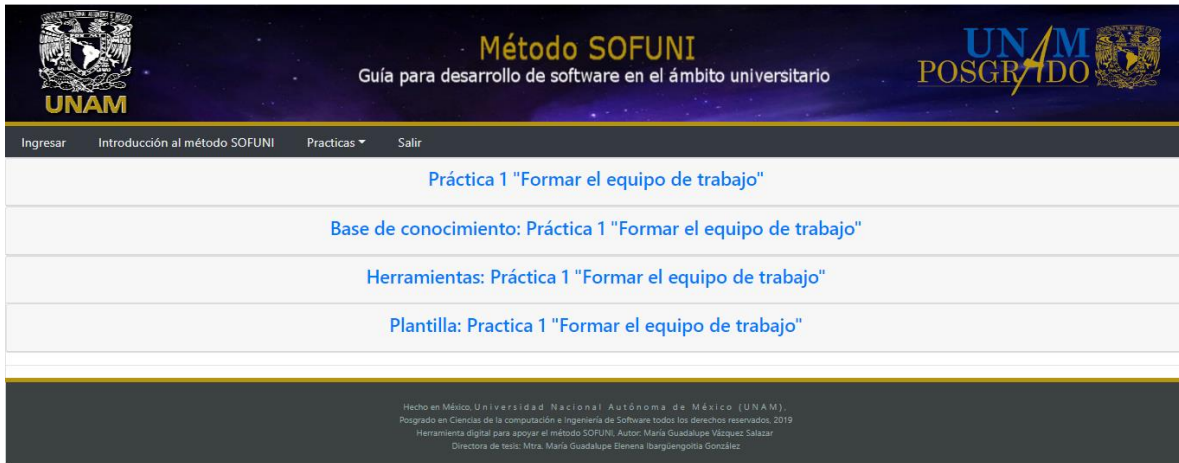 UNAM
Método SOFUNI
Guía para desarrollo de software en el ámbito universitario
UNAM
POSGRADO
Ingresar Introducción al método SOFUNI Practicas Salir
Práctica 1 "Formar el equipo de trabajo"
Base de conocimiento: Práctica 1 "Formar el equipo de trabajo"
Herramientas: Práctica 1 "Formar el equipo de trabajo"
Plantilla: Practica 1 "Formar el equipo de trabajo"
Hecho en México, Universidad Nacional Autónoma de México (UNAM),
Posgrado en Ciencias de la computación e Ingeniería de Software todos los derechos reservados, 2019
Herramienta digital para apoyar el método SOFUNI, Autor: María Guadalupe Vázquez Salazar
Directora de tesis: Mtra. María Guadalupe Elenena Ibargüengoitia González